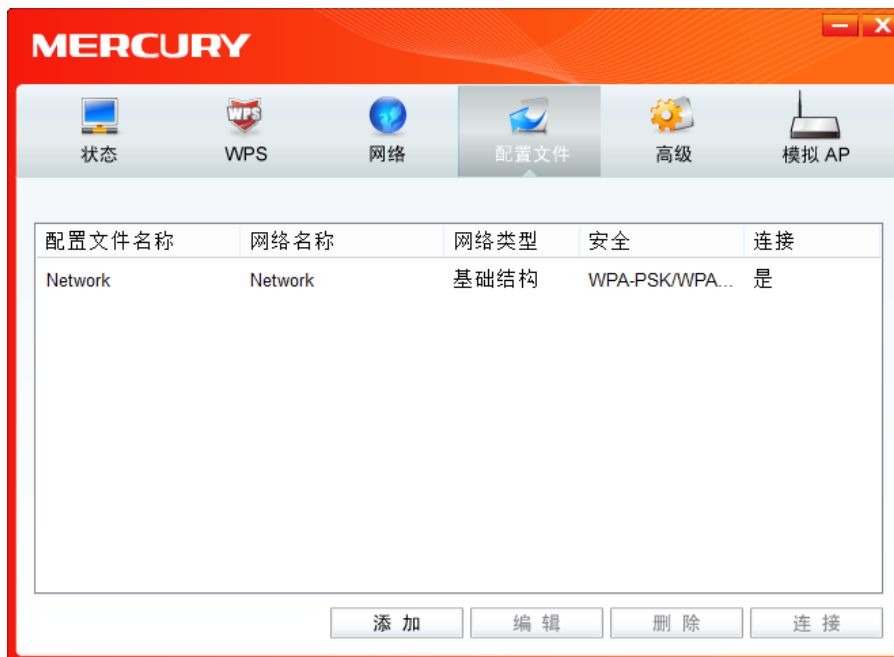 MERCURY
WPS
状态 WPS 网络 配置文件 高级 模拟 AP
配置文件名称 网络名称 网络类型 安全 连接
Network Network 基础结构 WPA-PSK/WPA... 是
添加 编辑 删除 连接